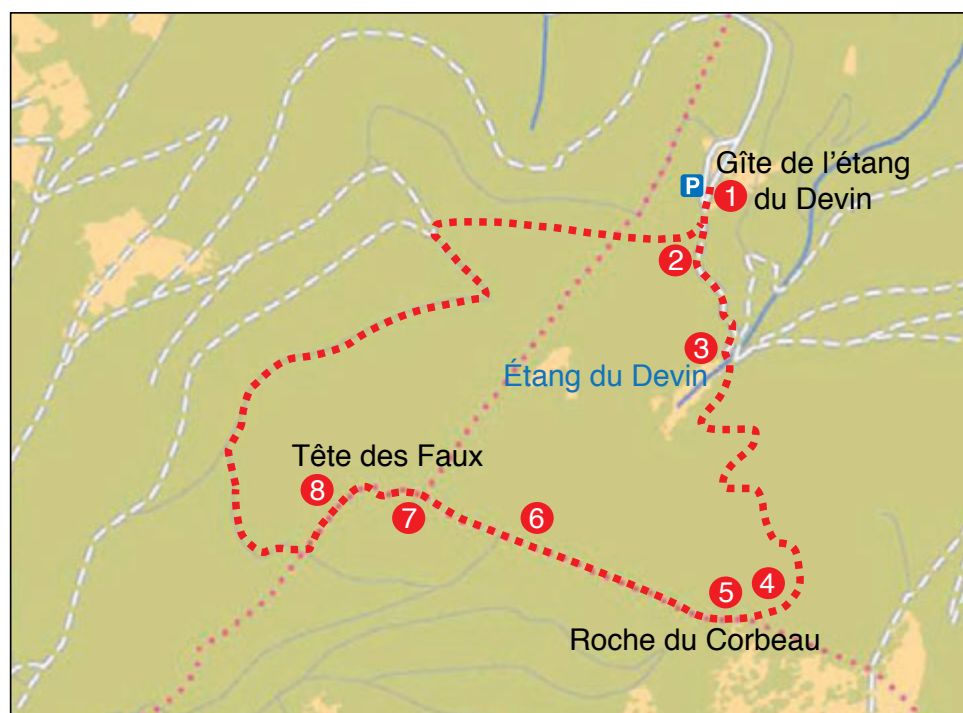 Gîte de l'étang
du Devin
P
1
2
3
Étang du Devin
Tête des Faux
8
7
6
5
4
Roche du Corbeau